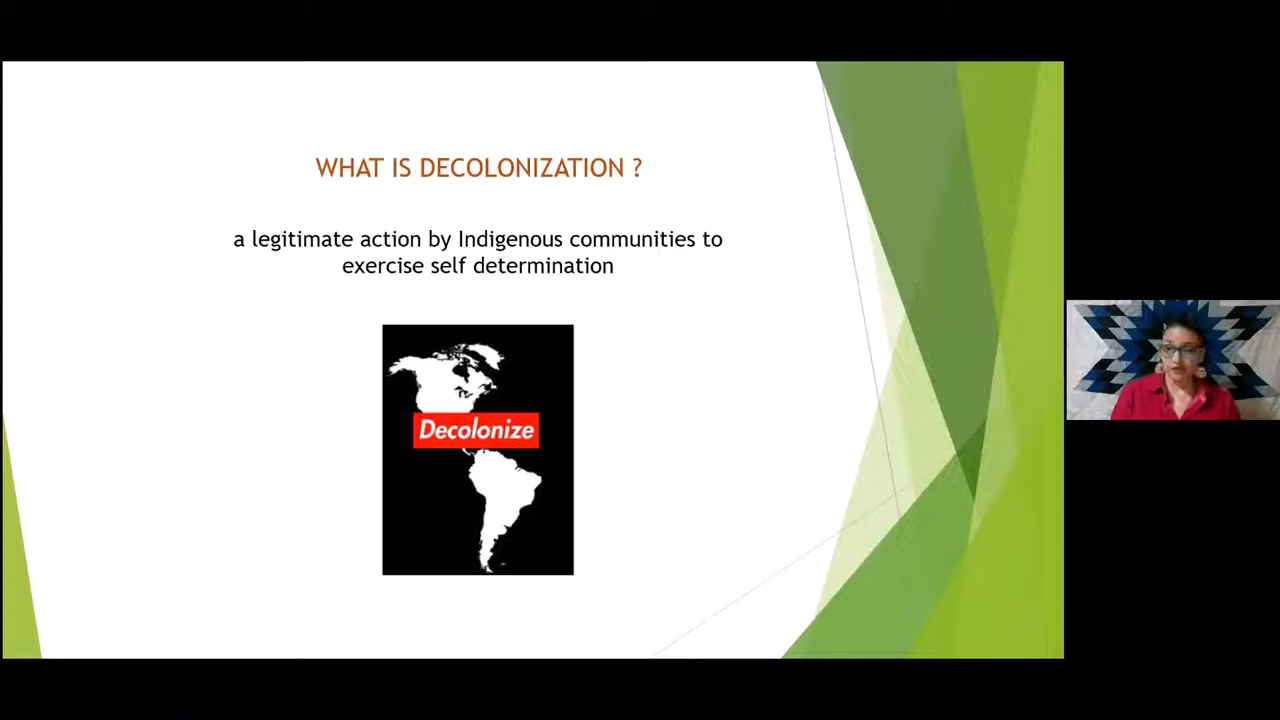 WHAT IS DECOLONIZATION ?
a legitimate action by Indigenous communities to
exercise self determination
Decolonize